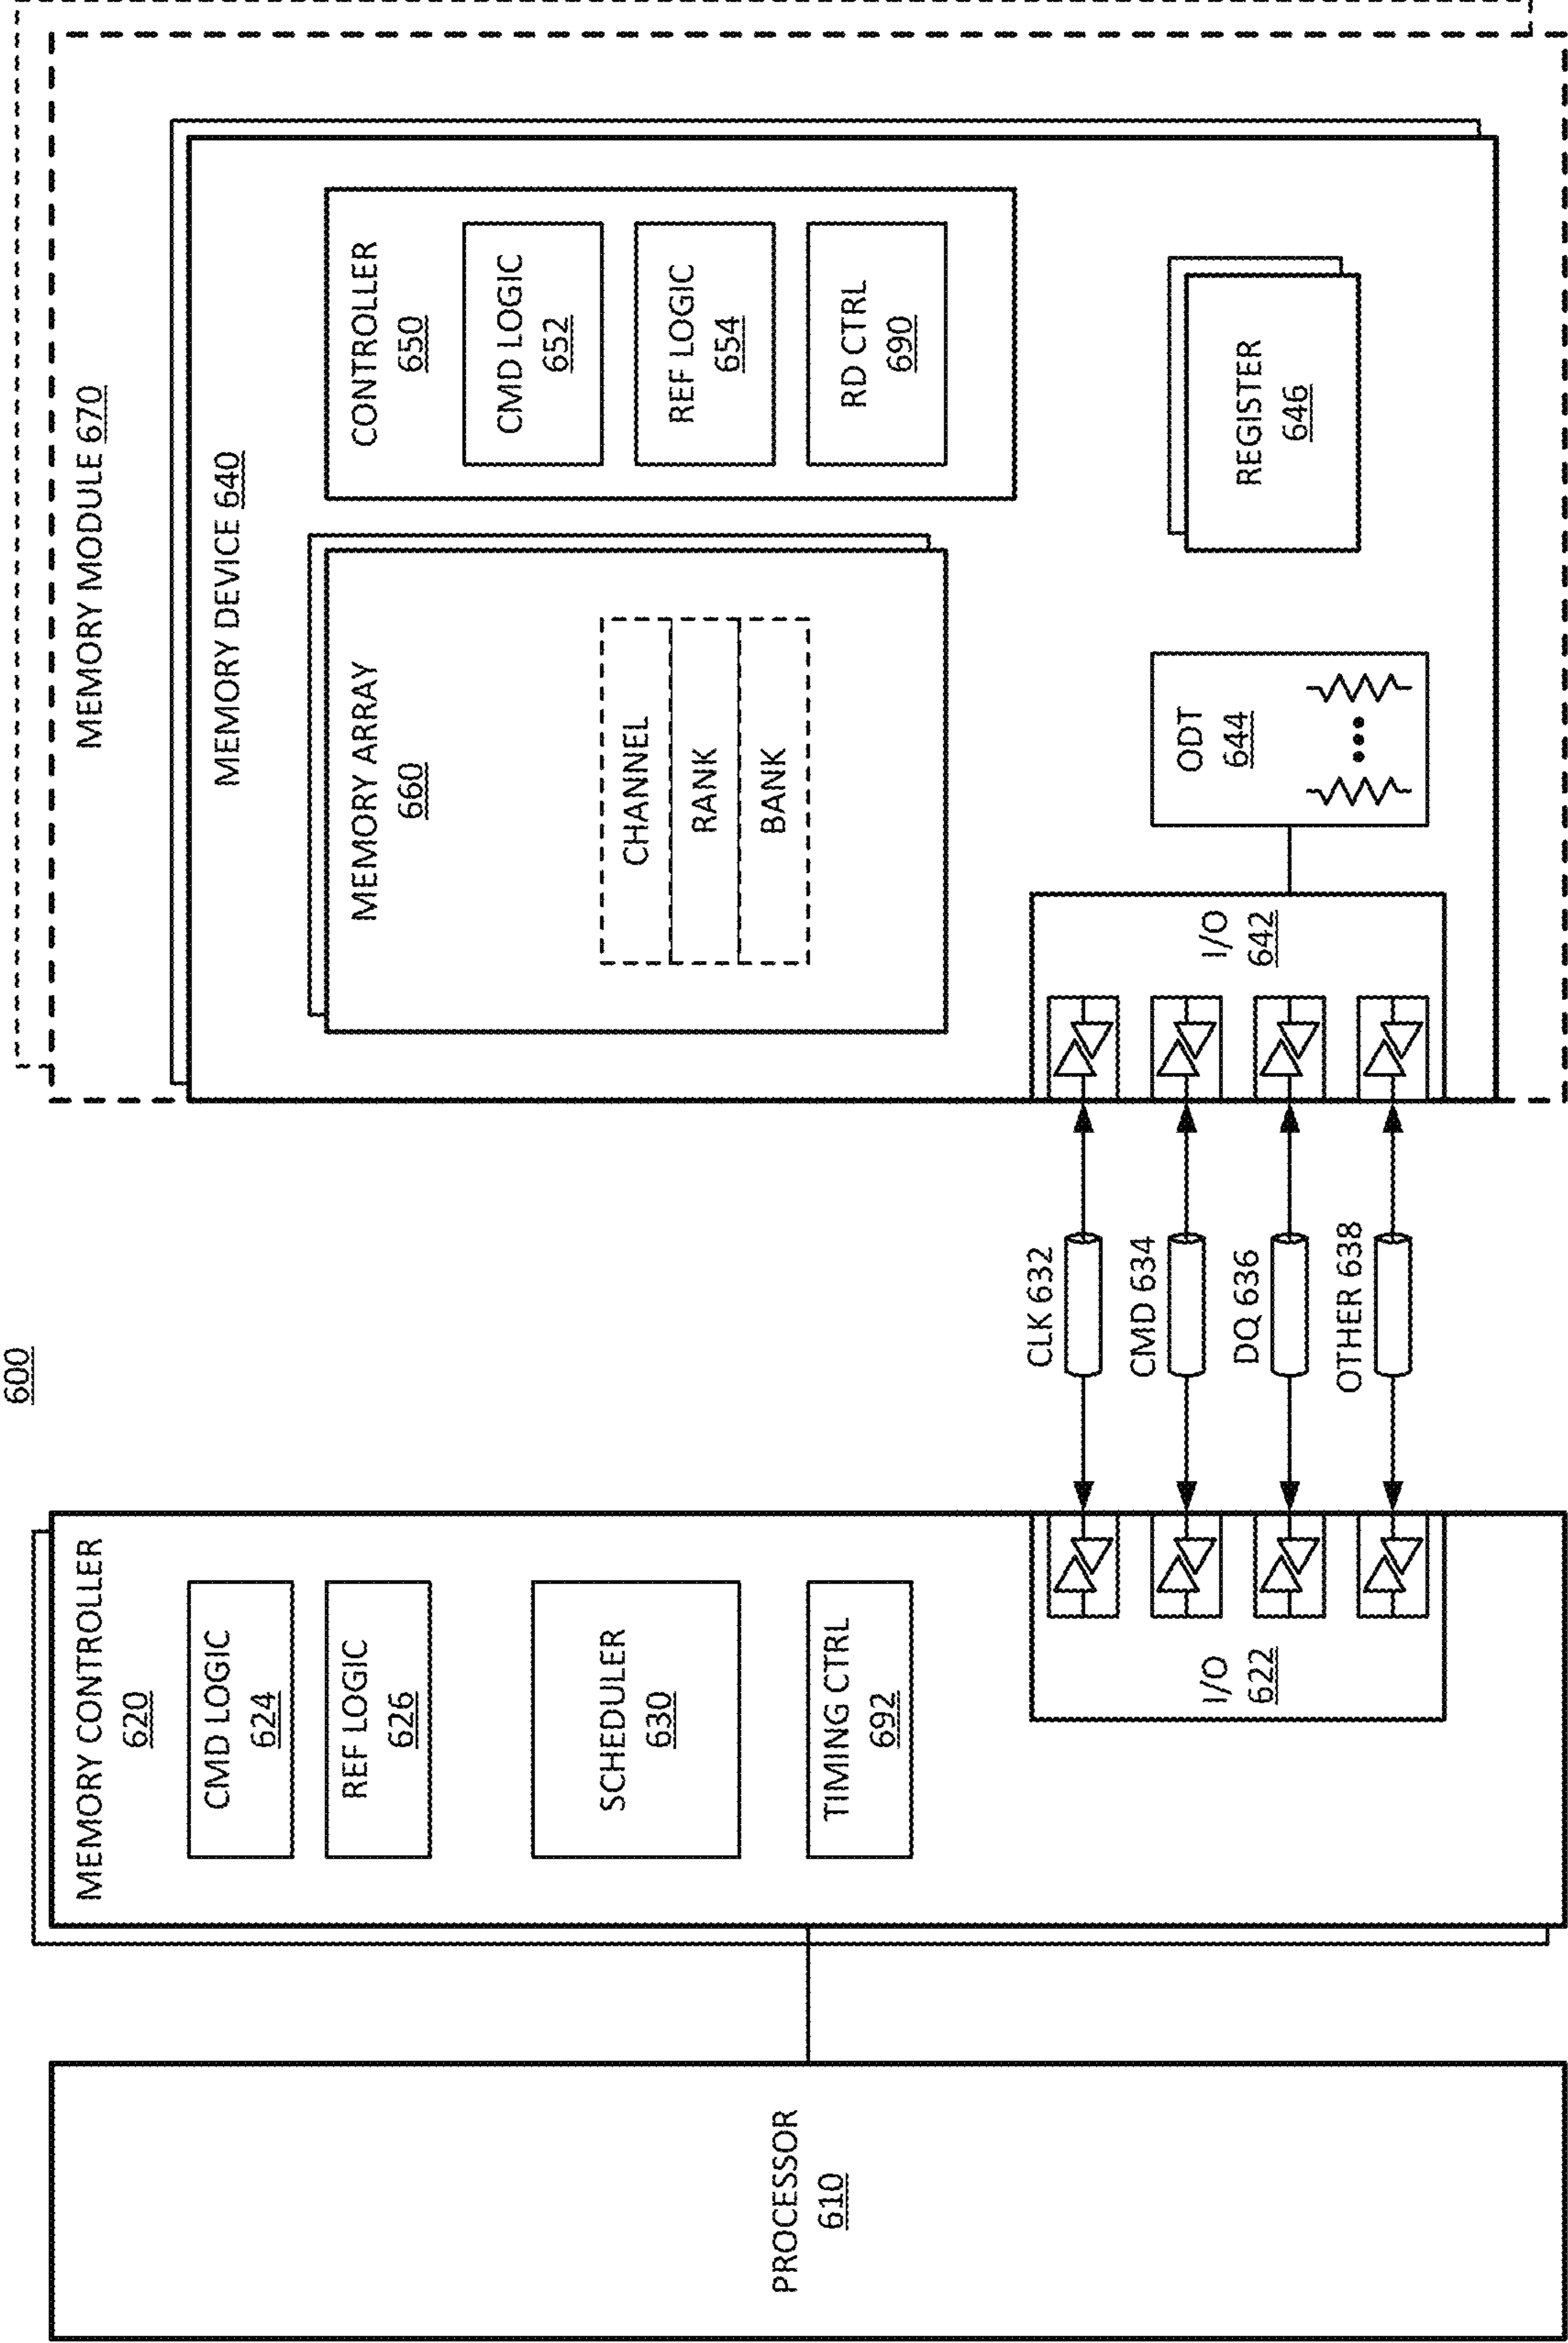 600
PROCESSOR
610
MEMORY CONTROLLER
620
CMD LOGIC
624
REF LOGIC
626
SCHEDULER
630
TIMING CTRL
692
I/O
622
CLK 632
CMD 634
DQ 636
OTHER 638
MEMORY MODULE 670
MEMORY DEVICE 640
MEMORY ARRAY
660
CHANNEL
RANK
BANK
CONTROLLER
650
CMD LOGIC
652
REF LOGIC
654
RD CTRL
690
I/O
642
ODT
644
REGISTER
646